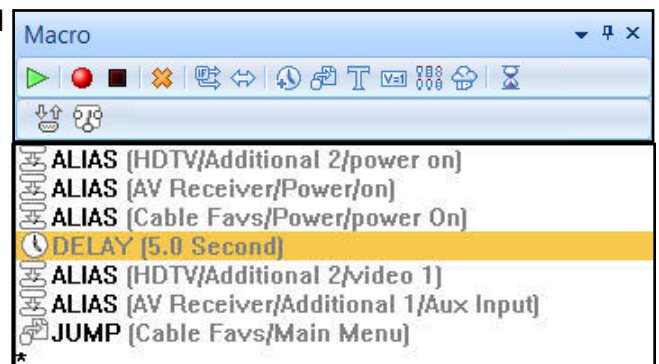 Macro
IF
T V=1
ALIAS (HDTV/Additional 2/power on)
ALIAS (AV Receiver/Power/on)
ALIAS (Cable Favs/Power/power On)
DELAY (5.0 Second)
ALIAS (HDTV/Additional 2/video 1)
ALIAS (AV Receiver/Additional 1/Aux Input)
JUMP (Cable Favs/Main Menu)
*